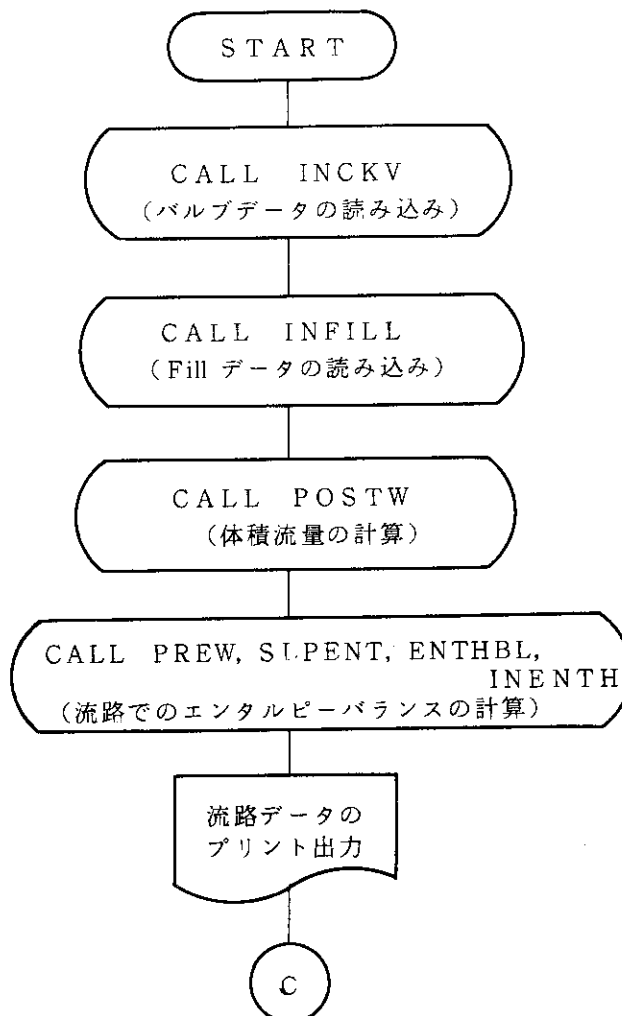 START
CALL INCKV
(バルブデータの読み込み)
CALL INFILL
(Fill データの読み込み)
CALL POSTW
(体積流量の計算)
CALL PREW, SLPENT, ENTHBL,
INENTH
(流路でのエンタルピーバランスの計算)
流路データの
プリント出力
C